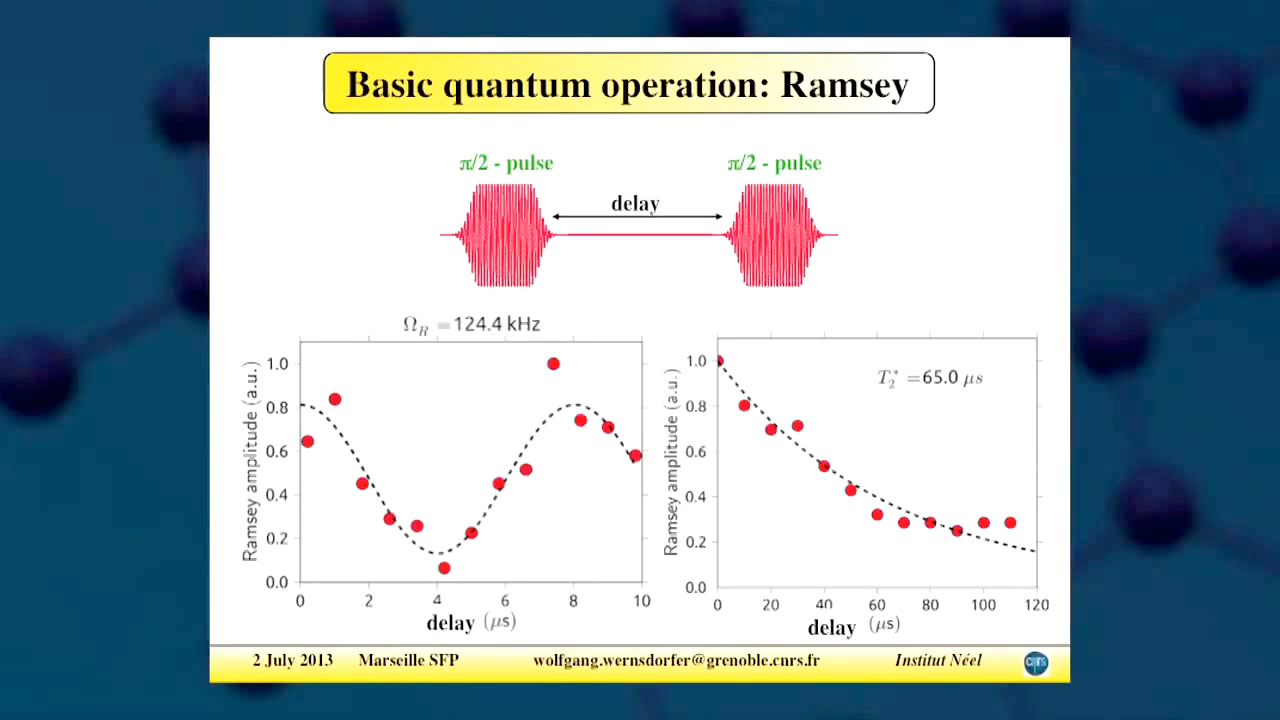 Basic quantum operation: Ramsey
π/2 - pulse
π/2 - pulse
delay
Ω_R = 124.4 kHz
Ramsey amplitude (a.u.)
1.0
0.8
0.6
0.4
0.2
0.0
0 2 4 6 8 10
delay (μs)
T₂* = 65.0 μs
Ramsey amplitude (a.u.)
1.0
0.8
0.6
0.4
0.2
0.0
0 20 40 60 80 100 120
delay (μs)
2 July 2013 Marseille SFP wolfgang.wernsdorfer@grenoble.cnrs.fr Institut Néel cnrs